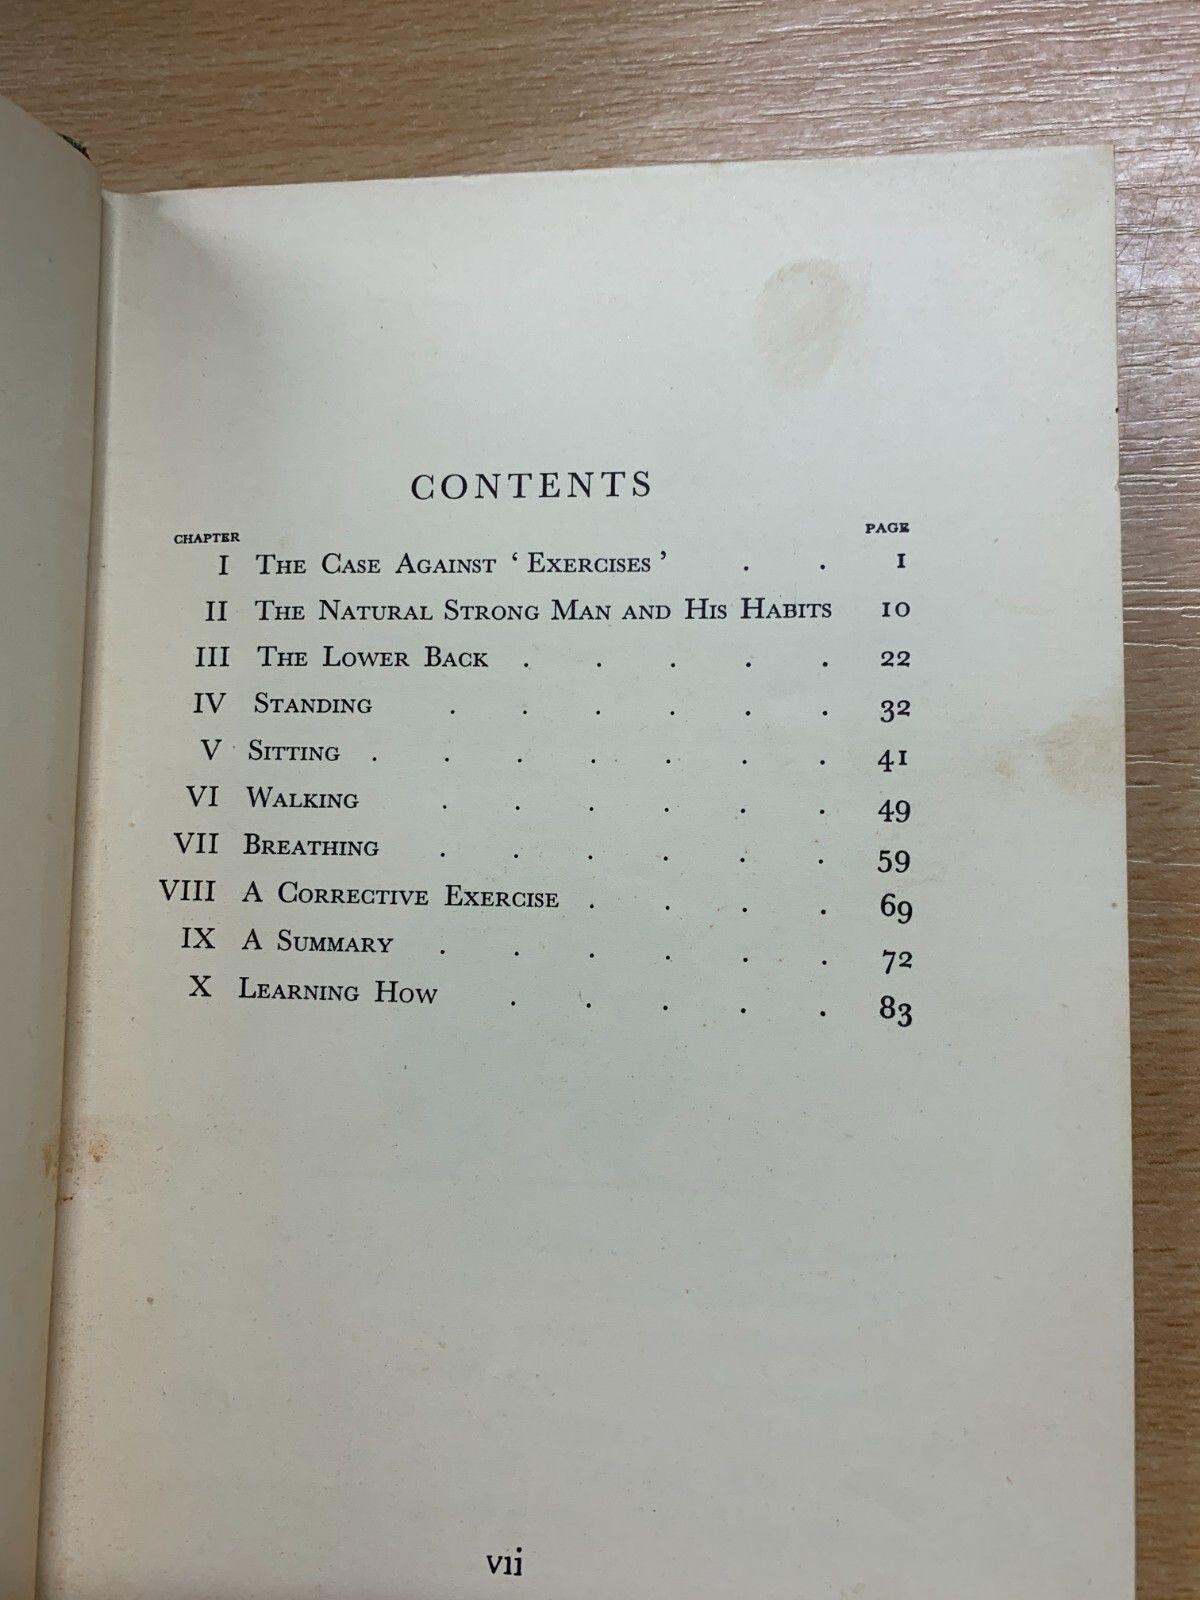 CONTENTS
CHAPTER PAGE
I The Case Against ‘Exercises’ . . 1
II The Natural Strong Man and His Habits 10
III The Lower Back . . . . . 22
IV Standing . . . . . . 32
V Sitting . . . . . . . 41
VI Walking . . . . . . 49
VII Breathing . . . . . . 59
VIII A Corrective Exercise . . . . 69
IX A Summary . . . . . . 72
X Learning How . . . . . 83
vii